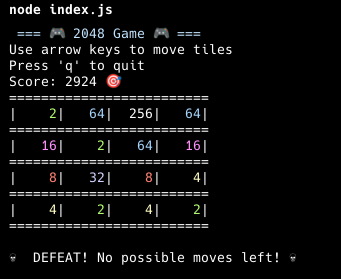 node index.js
=== 🎮 2048 Game 🎮 ===
Use arrow keys to move tiles
Press 'q' to quit
Score: 2924 🎯
=========================
|    2|   64|  256|   64|
=========================
|   16|    2|   64|   16|
=========================
|    8|   32|    8|    4|
=========================
|    4|    2|    4|    2|
=========================
💀  DEFEAT! No possible moves left! 💀